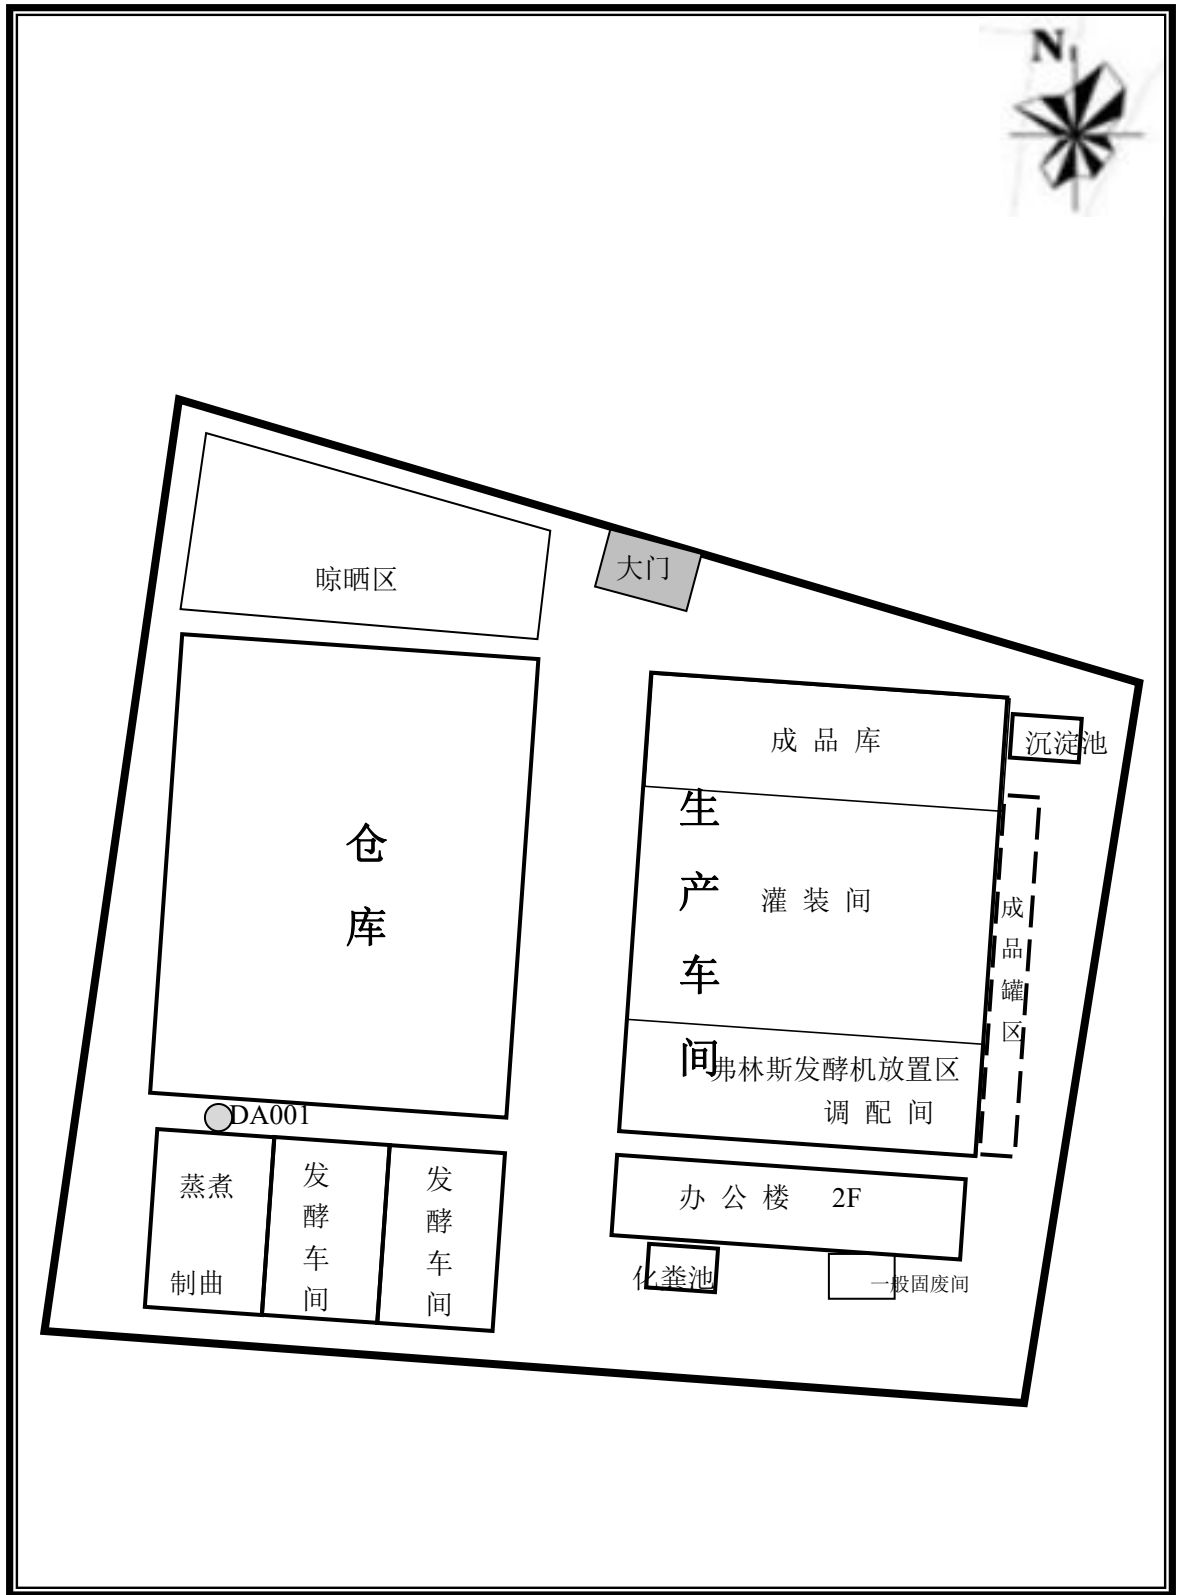 N
大门
晾晒区
成 品 库
沉淀池
仓库
生产车间
灌 装 间
成品罐区
弗林斯发酵机放置区
调 配 间
DA001
蒸煮
制曲
发酵车间
发酵车间
办 公 楼 2F
化粪池
一般固废间